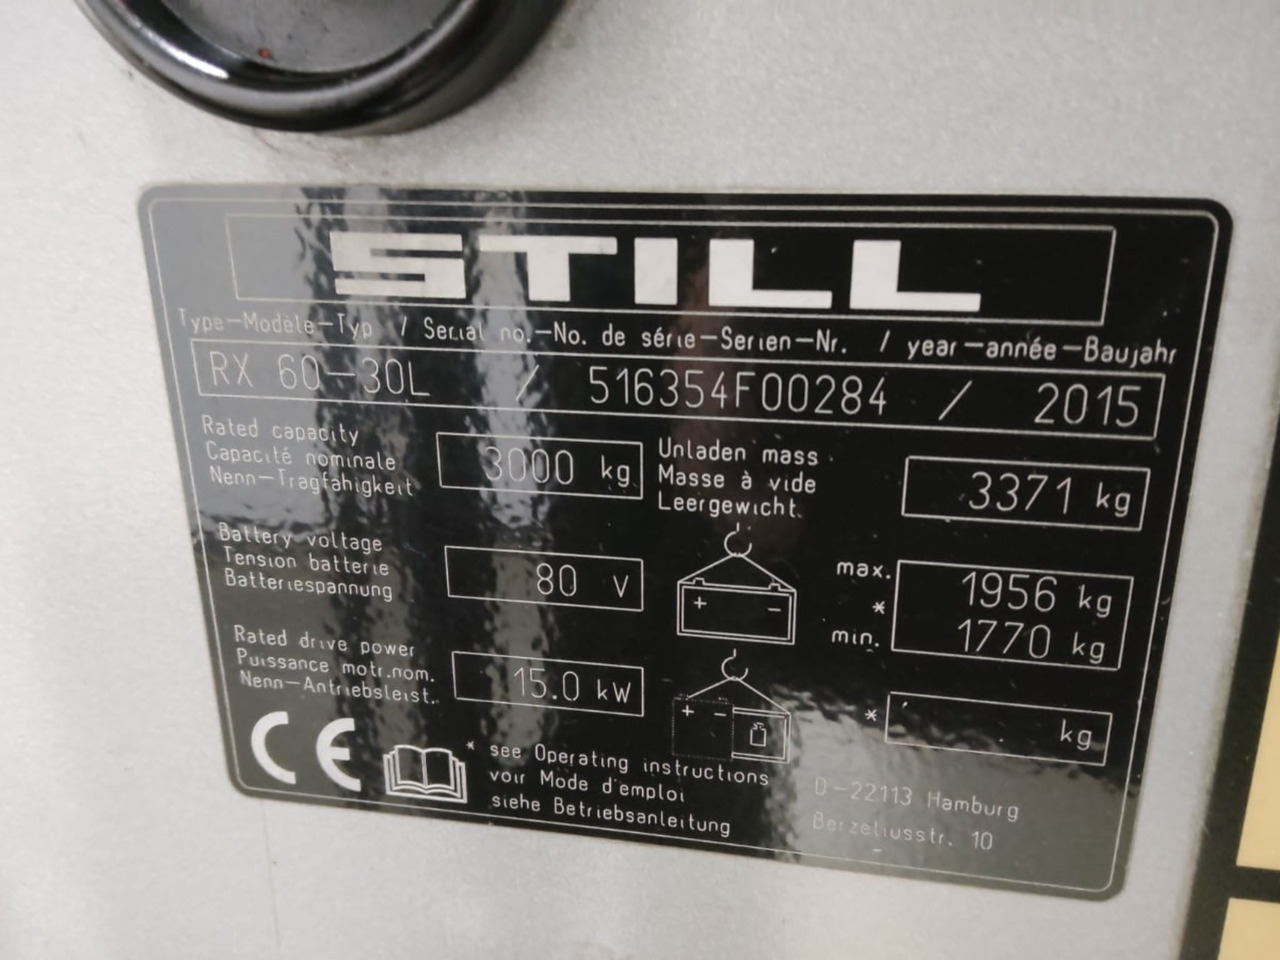 STILL
Type-Modèle-Typ / Serial no.-No. de série-Serien-Nr. / year-année-Baujahr
RX 60-30L / 516354F00284 / 2015
Rated capacity
Capacité nominale
Nenn-Tragfähigkeit
3000 kg
Unladen mass
Masse à vide
Leergewicht
3371 kg
Battery voltage
Tension batterie
Batteriespannung
80 V
+ -
max. 1956 kg
*
min. 1770 kg
Rated drive power
Puissance motr.nom.
Nenn-Antriebsleist.
15.0 kW
+ -
* kg
CE
* see Operating instructions
voir Mode d'emploi
siehe Betriebsanleitung
D-22113 Hamburg
Berzeliusstr. 10